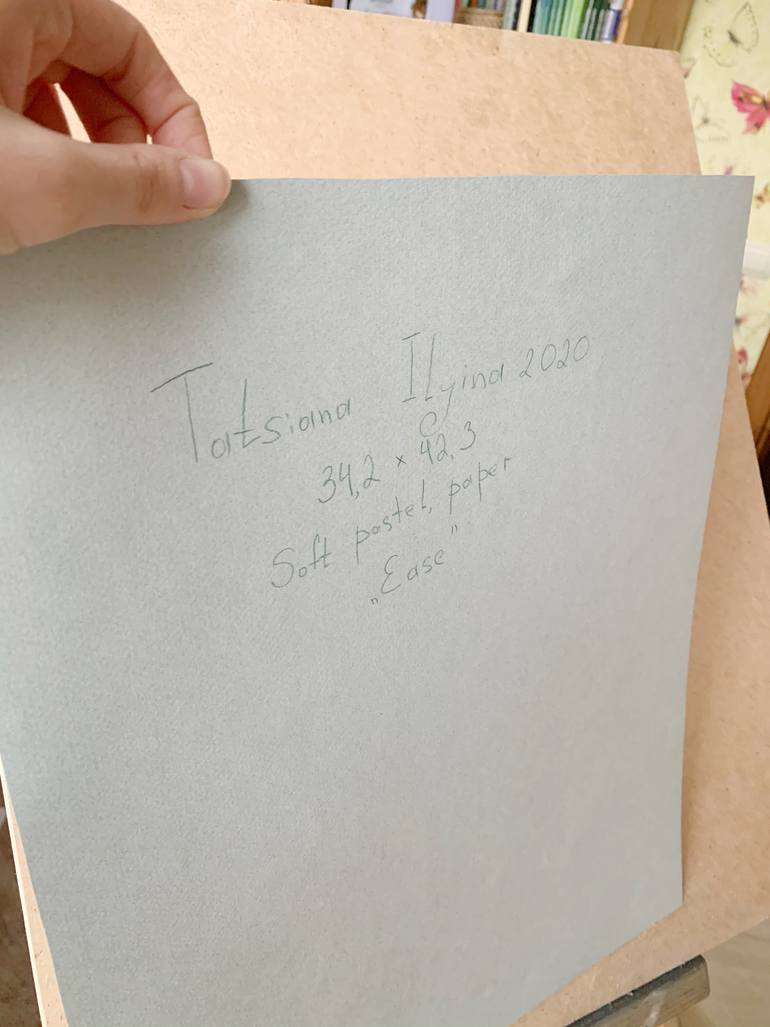 Tatsiana Ilyina 2020
34,2 × 42,3
Soft pastel, paper
„Ease”